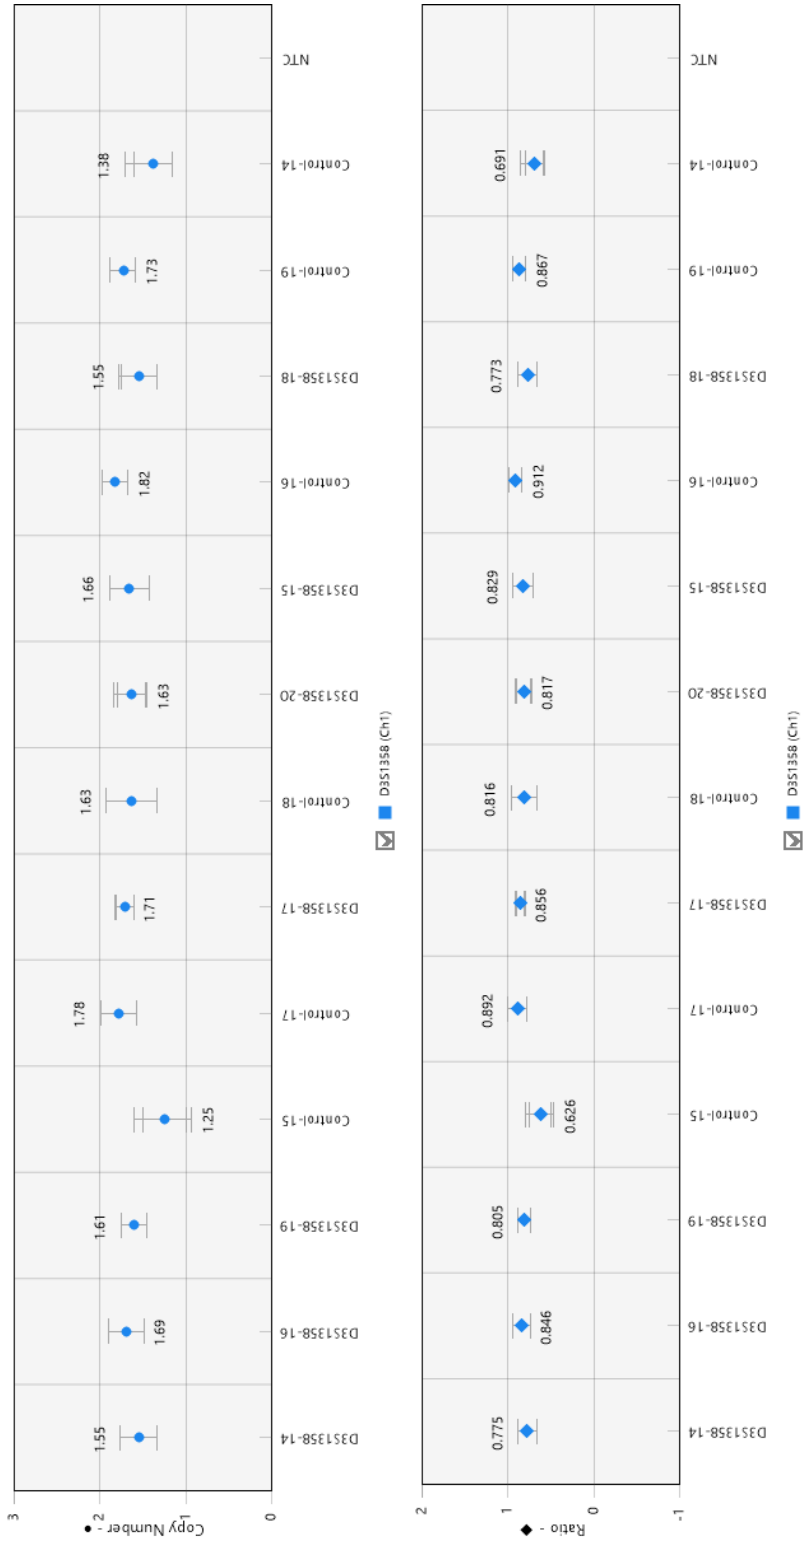 Copy Number - ●
3
2
1
0
1.55
1.69
1.61
1.25
1.78
1.71
1.63
1.63
1.66
1.82
1.55
1.73
1.38
D3S1358-14
D3S1358-16
D3S1358-19
Control-15
Control-17
D3S1358-17
Control-18
D3S1358-20
D3S1358-15
Control-16
D3S1358-18
Control-19
Control-14
NTC
D3S1358 (Ch1)
Ratio - ◆
2
1
0
-1
0.775
0.846
0.805
0.626
0.892
0.856
0.816
0.817
0.829
0.912
0.773
0.867
0.691
D3S1358-14
D3S1358-16
D3S1358-19
Control-15
Control-17
D3S1358-17
Control-18
D3S1358-20
D3S1358-15
Control-16
D3S1358-18
Control-19
Control-14
NTC
D3S1358 (Ch1)